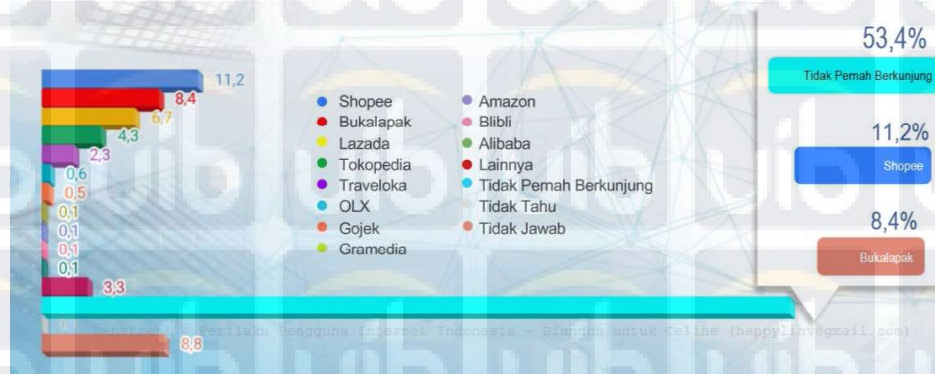 53,4%
Tidak Pernah Berkunjung
11,2%
Shopee
8,4%
Bukalapak
11,2
8,4
6,7
4,3
2,3
0,6
0,5
0,1
0,1
0,1
0,1
3,3
8,8
Shopee
Bukalapak
Lazada
Tokopedia
Traveloka
OLX
Gojek
Gramedia
Amazon
Blibli
Alibaba
Lainnya
Tidak Pernah Berkunjung
Tidak Tahu
Tidak Jawab
Perilaku Pengguna Internet Indonesia - Diunduh untuk Celine
uib